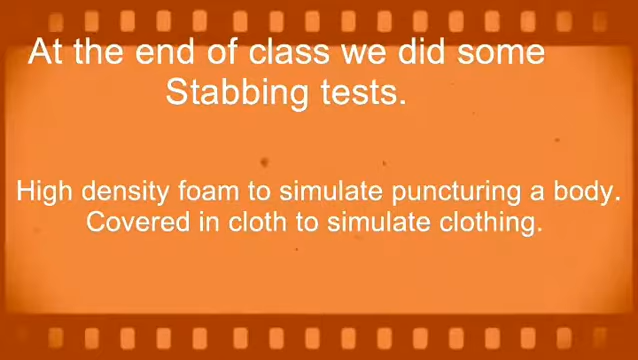 At the end of class we did some
Stabbing tests.
High density foam to simulate puncturing a body.
Covered in cloth to simulate clothing.